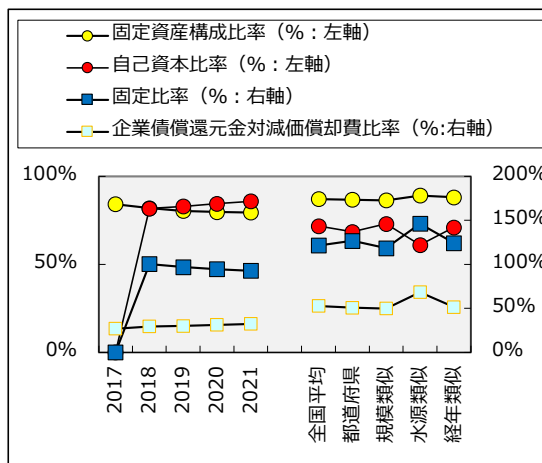 固定資産構成比率（%：左軸）
自己資本比率（%：左軸）
固定比率（%：右軸）
企業債償還元金対減価償却費比率（%:右軸）
100%
50%
0%
200%
150%
100%
50%
0%
2017
2018
2019
2020
2021
全国平均
都道府県
規模類似
水源類似
経年類似